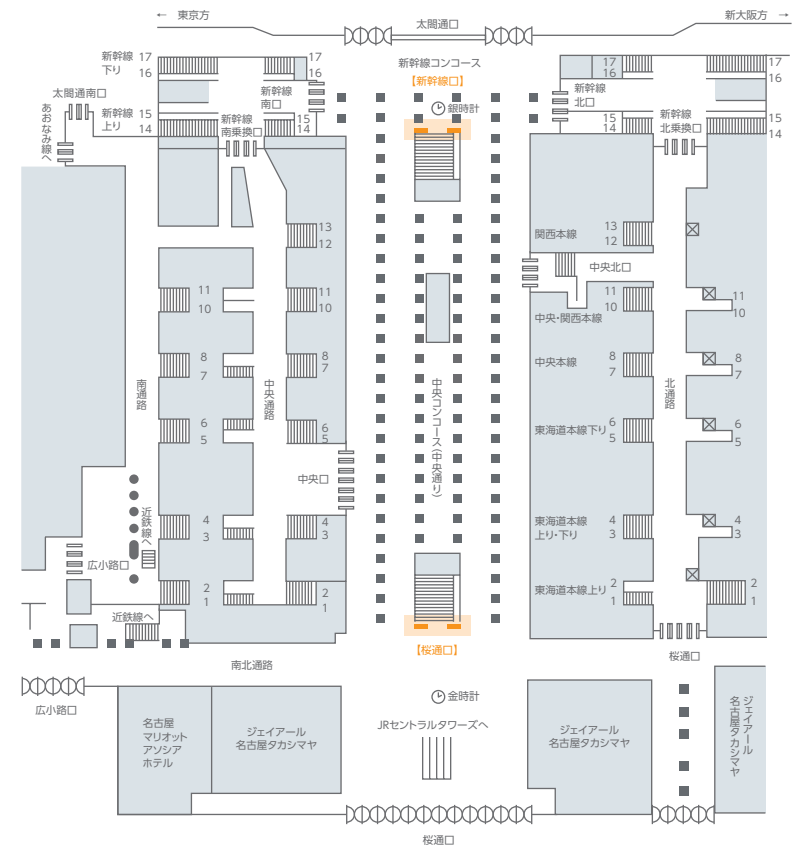 ← 東京方
太閤通口
新大阪方 →
新幹線
下り
17
16
17
16
新幹線コンコース
【新幹線口】
17
16
17
16
太閤通南口
新幹線
南口
新幹線
北口
銀時計
あおなみ線へ
新幹線
上り
15
14
新幹線
南乗換口
15
14
15
14
新幹線
北乗換口
15
14
13
12
関西本線
13
12
中央北口
11
10
11
10
中央・関西本線
11
10
11
10
8
7
8
7
中央本線
8
7
8
7
南通路
中央通路
中央コンコース(中央通り)
北通路
6
5
6
5
東海道本線下り
6
5
6
5
中央口
近鉄線へ
4
3
4
3
東海道本線
上り・下り
4
3
4
3
広小路口
2
1
2
1
東海道本線上り
2
1
2
1
近鉄線へ
【桜通口】
桜通口
南北通路
広小路口
金時計
名古屋
マリオット
アソシア
ホテル
ジェイアール
名古屋タカシマヤ
JRセントラルタワーズへ
ジェイアール
名古屋タカシマヤ
ジェイアール
名古屋タカシマヤ
桜通口